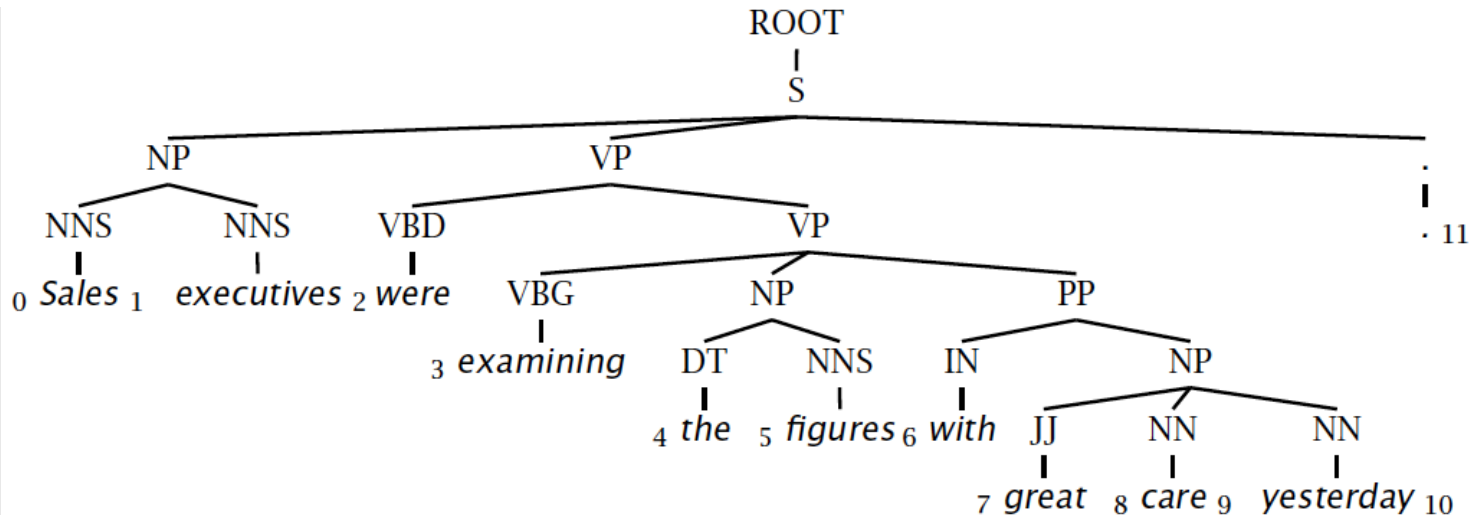 ROOT
S
NP VP .
NNS NNS VBD VP . 11
0 Sales 1 executives 2 were VBG NP PP
3 examining DT NNS IN NP
4 the 5 figures 6 with JJ NN NN
7 great 8 care 9 yesterday 10